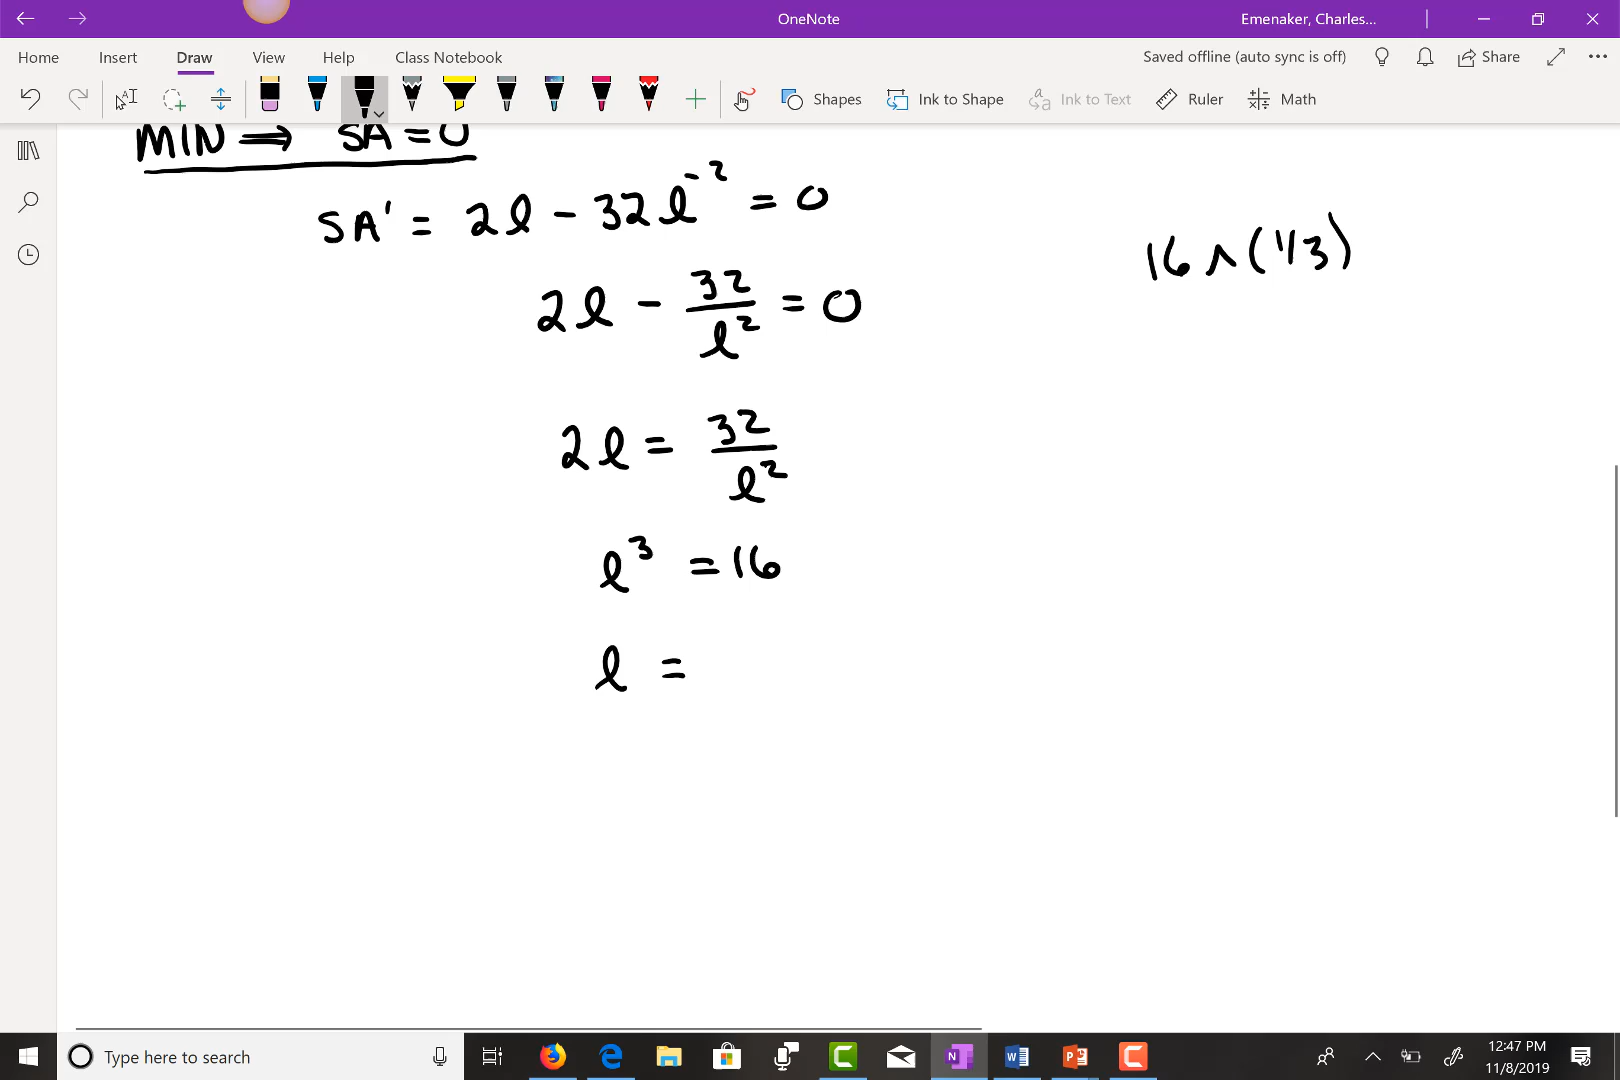 OneNote
Emenaker, Charles...
Home Insert Draw View Help Class Notebook
Saved offline (auto sync is off) Share
Shapes Ink to Shape Ink to Text Ruler Math
MIN ⟹ SA = 0
SA' = 2l - 32l⁻² = 0
16 ^ (1/3)
2l - 32/l² = 0
2l = 32/l²
l³ = 16
l =
Type here to search
12:47 PM
11/8/2019